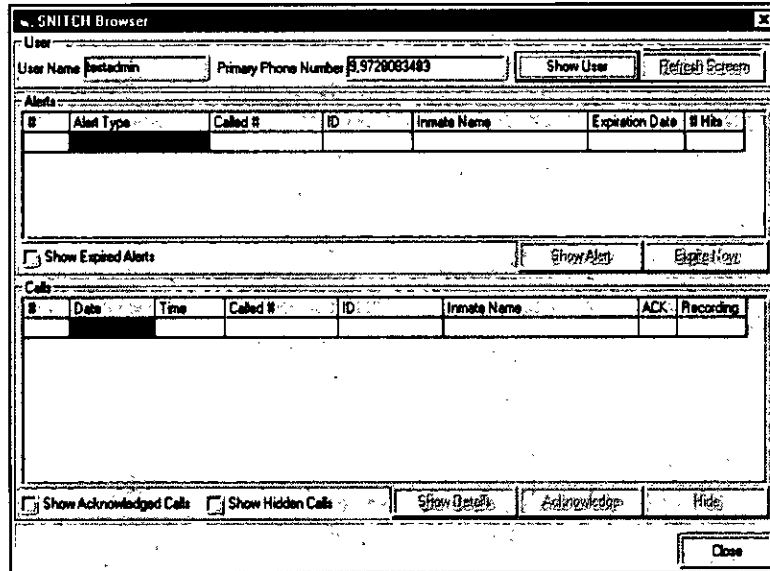 SNITCH Browser
User
User Name testadmin Primary Phone Number 9,9728083483 Show User Refresh Screen
Alerts
# Alert Type Called # ID Inmate Name Expiration Date # Hits
Show Expired Alerts Show Alert Expire Now
Calls
# Date Time Called # ID Inmate Name ACK Recording
Show Acknowledged Calls Show Hidden Calls Show Details Acknowledge Hide
Close